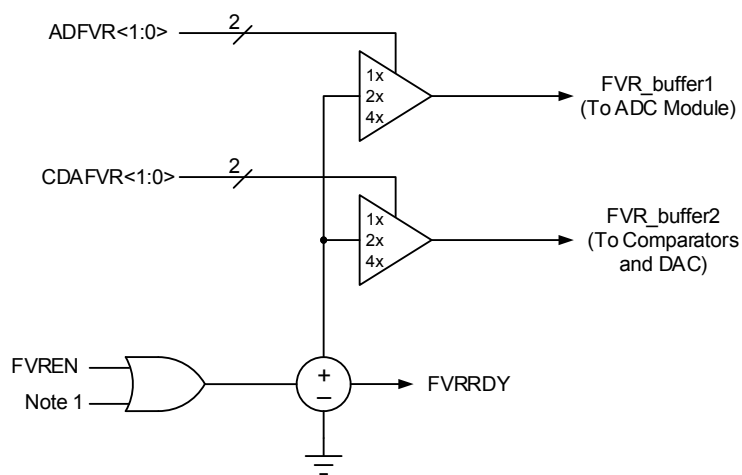 ADFVR<1:0>
2
1x
2x
4x
FVR_buffer1
(To ADC Module)
CDAFVR<1:0>
2
1x
2x
4x
FVR_buffer2
(To Comparators
and DAC)
FVREN
Note 1
+
–
FVRRDY